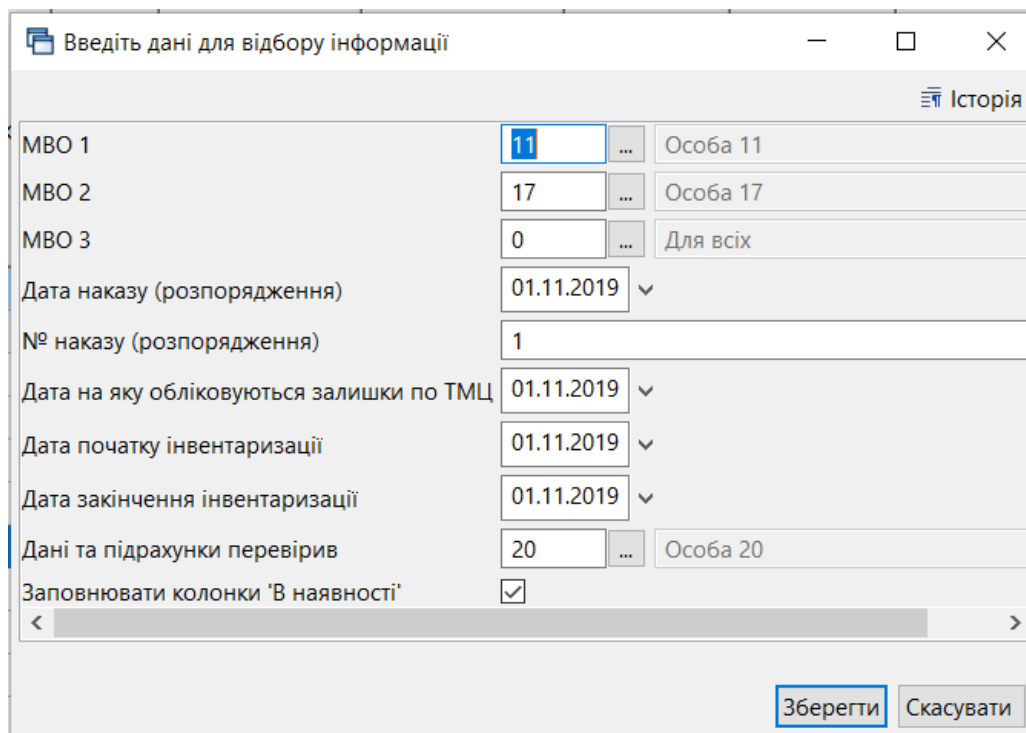 Введіть дані для відбору інформації
Історія
МВО 1 11 ... Особа 11
МВО 2 17 ... Особа 17
МВО 3 0 ... Для всіх
Дата наказу (розпорядження) 01.11.2019
№ наказу (розпорядження) 1
Дата на яку обліковуються залишки по ТМЦ 01.11.2019
Дата початку інвентаризації 01.11.2019
Дата закінчення інвентаризації 01.11.2019
Дані та підрахунки перевірив 20 ... Особа 20
Заповнювати колонки 'В наявності'
Зберегти Скасувати